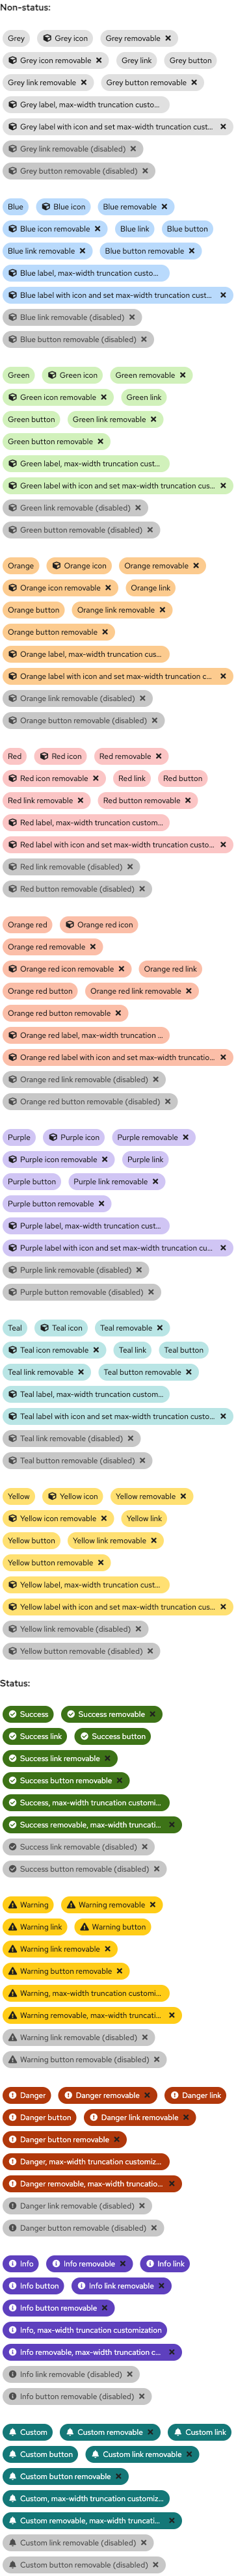 Non-status:
Grey Grey icon Grey removable
Grey icon removable Grey link Grey button
Grey link removable Grey button removable
Grey label, max-width truncation custo...
Grey label with icon and set max-width truncation cust...
Grey link removable (disabled)
Grey button removable (disabled)
Blue Blue icon Blue removable
Blue icon removable Blue link Blue button
Blue link removable Blue button removable
Blue label, max-width truncation custo...
Blue label with icon and set max-width truncation cust...
Blue link removable (disabled)
Blue button removable (disabled)
Green Green icon Green removable
Green icon removable Green link
Green button Green link removable
Green button removable
Green label, max-width truncation cust...
Green label with icon and set max-width truncation cus...
Green link removable (disabled)
Green button removable (disabled)
Orange Orange icon Orange removable
Orange icon removable Orange link
Orange button Orange link removable
Orange button removable
Orange label, max-width truncation cus...
Orange label with icon and set max-width truncation c...
Orange link removable (disabled)
Orange button removable (disabled)
Red Red icon Red removable
Red icon removable Red link Red button
Red link removable Red button removable
Red label, max-width truncation custom...
Red label with icon and set max-width truncation custo...
Red link removable (disabled)
Red button removable (disabled)
Orange red Orange red icon
Orange red removable
Orange red icon removable Orange red link
Orange red button Orange red link removable
Orange red button removable
Orange red label, max-width truncation ...
Orange red label with icon and set max-width truncatio...
Orange red link removable (disabled)
Orange red button removable (disabled)
Purple Purple icon Purple removable
Purple icon removable Purple link
Purple button Purple link removable
Purple button removable
Purple label, max-width truncation cust...
Purple label with icon and set max-width truncation cu...
Purple link removable (disabled)
Purple button removable (disabled)
Teal Teal icon Teal removable
Teal icon removable Teal link Teal button
Teal link removable Teal button removable
Teal label, max-width truncation custom...
Teal label with icon and set max-width truncation custo...
Teal link removable (disabled)
Teal button removable (disabled)
Yellow Yellow icon Yellow removable
Yellow icon removable Yellow link
Yellow button Yellow link removable
Yellow button removable
Yellow label, max-width truncation cust...
Yellow label with icon and set max-width truncation cus...
Yellow link removable (disabled)
Yellow button removable (disabled)
Status:
Success Success removable
Success link Success button
Success link removable
Success button removable
Success, max-width truncation customi...
Success removable, max-width truncati...
Success link removable (disabled)
Success button removable (disabled)
Warning Warning removable
Warning link Warning button
Warning link removable
Warning button removable
Warning, max-width truncation customi...
Warning removable, max-width truncati...
Warning link removable (disabled)
Warning button removable (disabled)
Danger Danger removable Danger link
Danger button Danger link removable
Danger button removable
Danger, max-width truncation customiz...
Danger removable, max-width truncatio...
Danger link removable (disabled)
Danger button removable (disabled)
Info Info removable Info link
Info button Info link removable
Info button removable
Info, max-width truncation customization
Info removable, max-width truncation c...
Info link removable (disabled)
Info button removable (disabled)
Custom Custom removable Custom link
Custom button Custom link removable
Custom button removable
Custom, max-width truncation customiz...
Custom removable, max-width truncati...
Custom link removable (disabled)
Custom button removable (disabled)